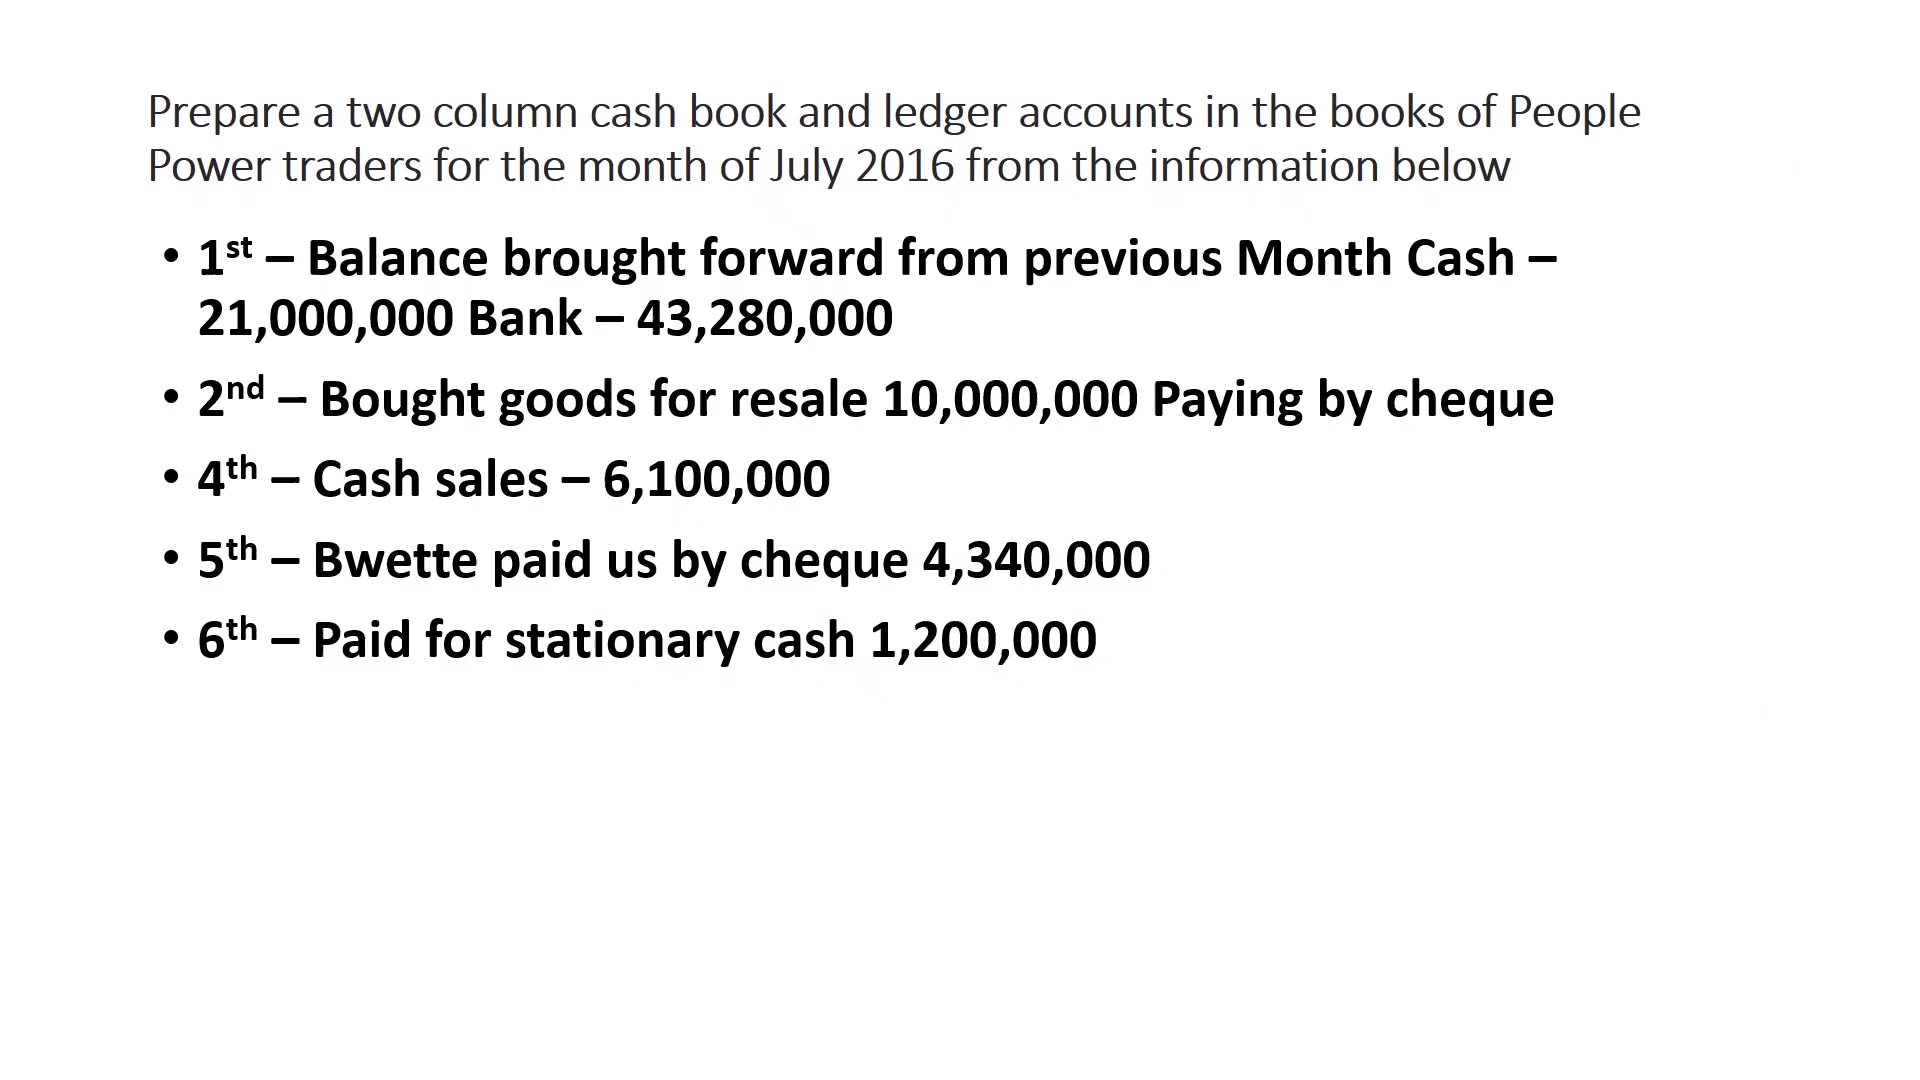 Prepare a two column cash book and ledger accounts in the books of People
Power traders for the month of July 2016 from the information below
• 1st – Balance brought forward from previous Month Cash –
21,000,000 Bank – 43,280,000
• 2nd – Bought goods for resale 10,000,000 Paying by cheque
• 4th – Cash sales – 6,100,000
• 5th – Bwette paid us by cheque 4,340,000
• 6th – Paid for stationary cash 1,200,000